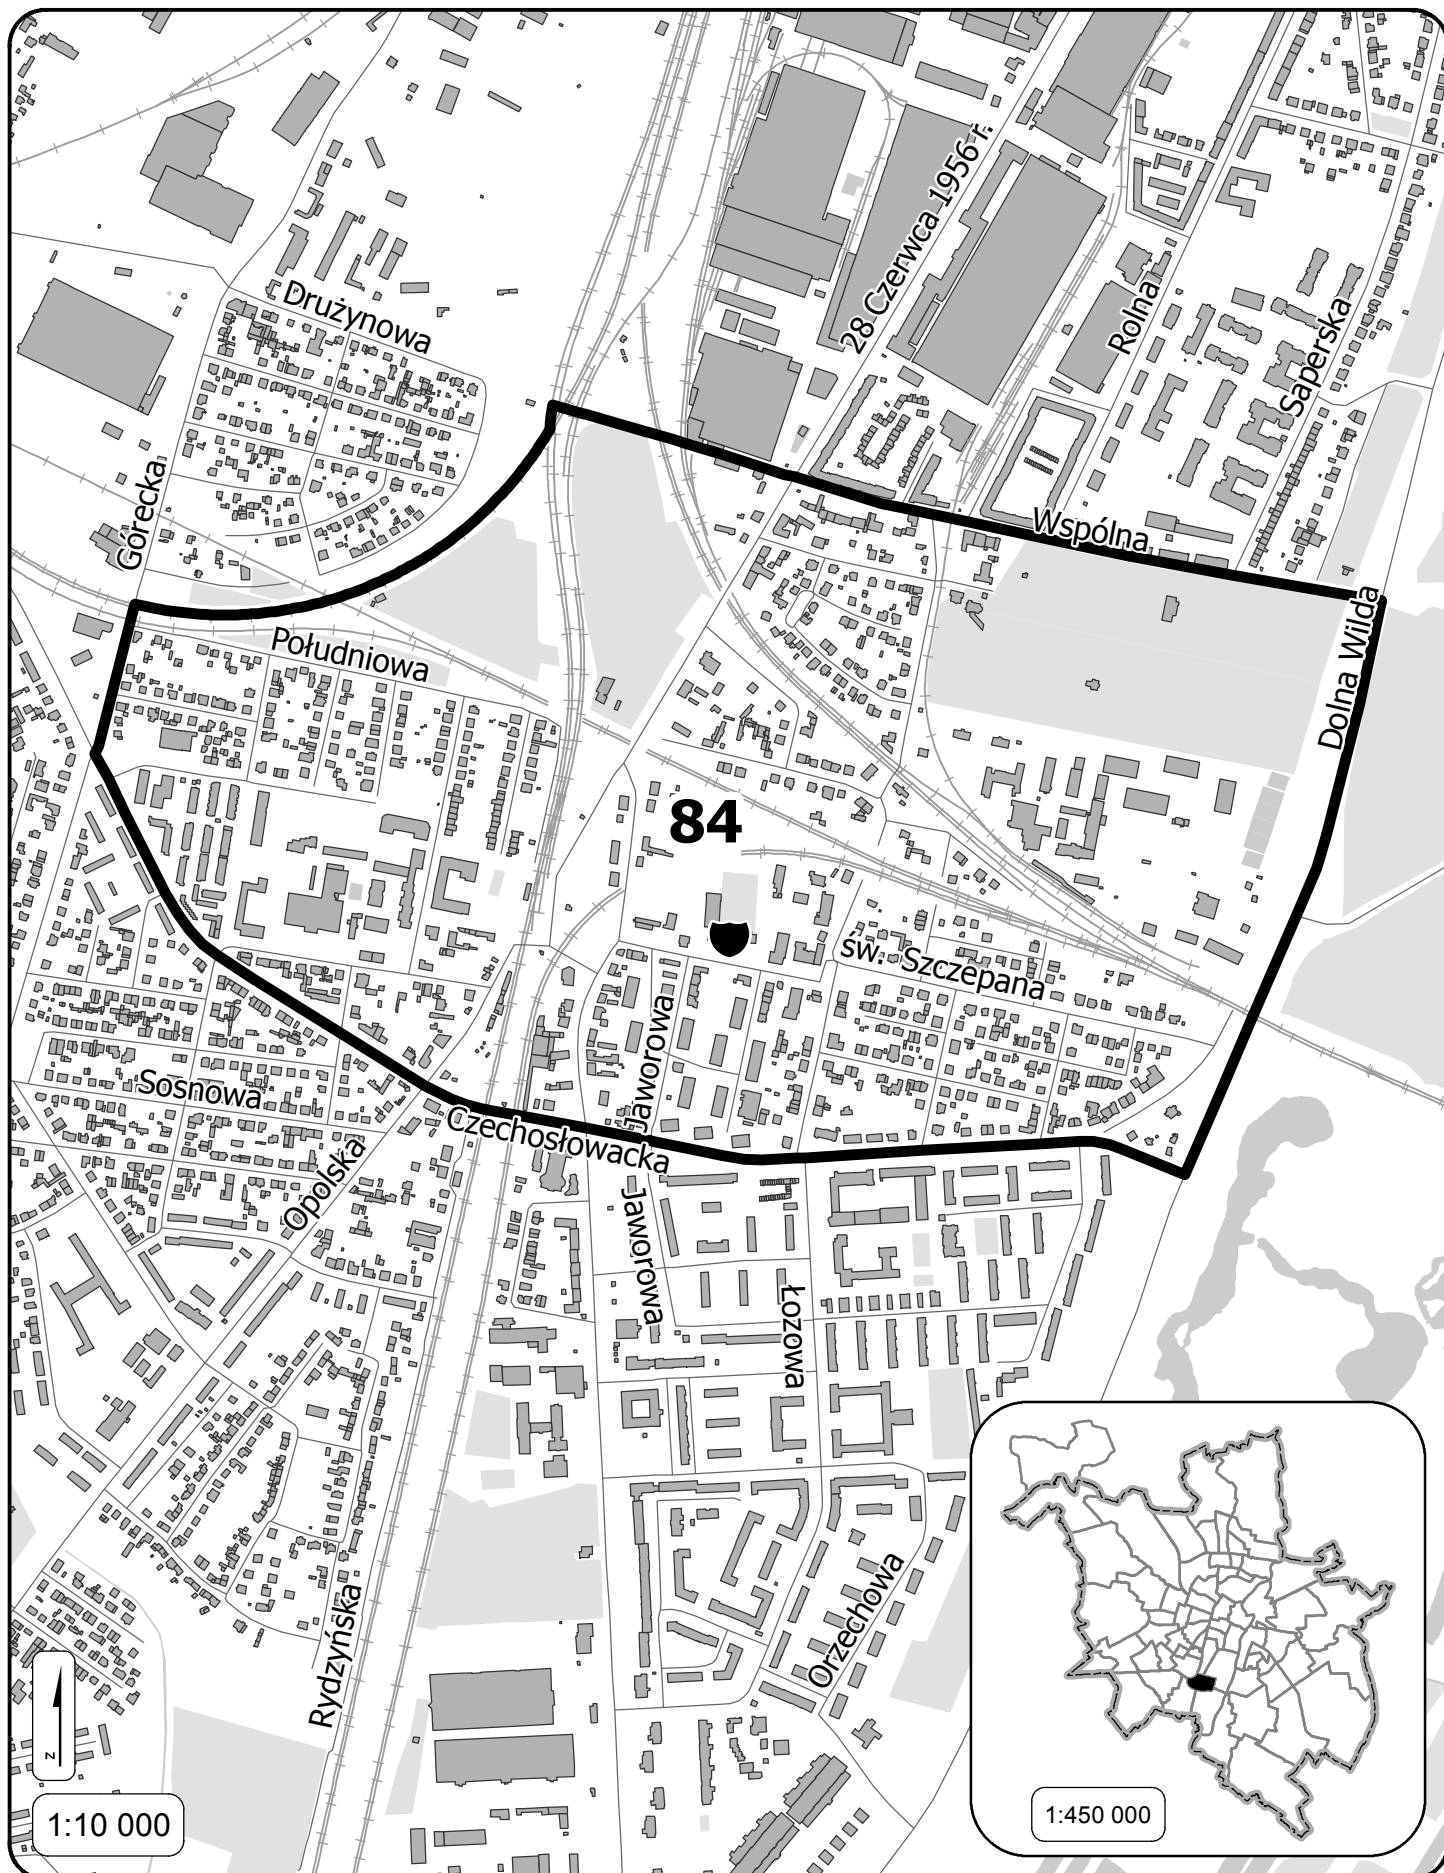 28 Czerwca 1956 r.
Drużynowa
Rolna
Saperska
Górecka
Wspólna
Południowa
Dolna Wilda
84
św. Szczepana
Jaworowa
Sosnowa
Czechosłowacka
Opolska
Jaworowa
Łozowa
Orzechowa
Rydzyńska
z
1:10 000
1:450 000